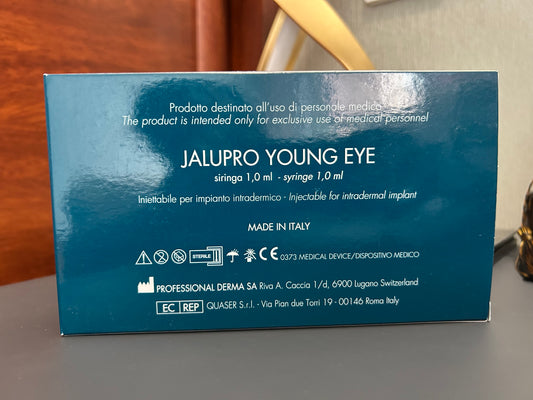 Prodotto destinato all'uso di personale medico
The product is intended only for exclusive use of medical personnel
JALUPRO YOUNG EYE
siringa 1,0 ml - syringe 1,0 ml
Iniettabile per impianto intradermico - Injectable for intradermal implant
MADE IN ITALY
STERILE CE 0373 MEDICAL DEVICE/DISPOSITIVO MEDICO
PROFESSIONAL DERMA SA Riva A. Caccia 1/d, 6900 Lugano Switzerland
EC REP QUASER S.r.l. - Via Pian due Torri 19 - 00146 Roma Italy